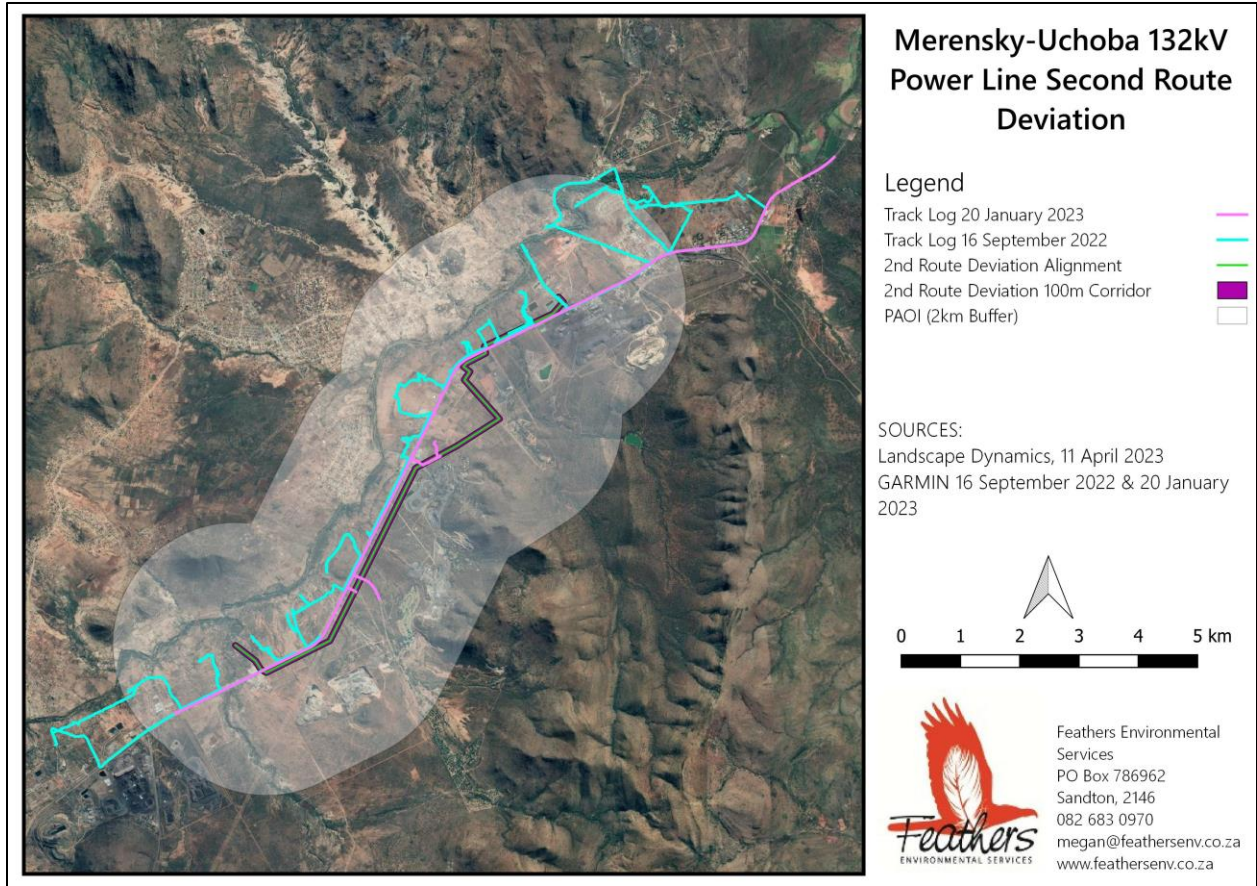 Merensky-Uchoba 132kV
Power Line Second Route
Deviation
Legend
Track Log 20 January 2023
Track Log 16 September 2022
2nd Route Deviation Alignment
2nd Route Deviation 100m Corridor
PAOI (2km Buffer)
SOURCES:
Landscape Dynamics, 11 April 2023
GARMIN 16 September 2022 & 20 January
2023
0 1 2 3 4 5 km
Feathers
ENVIRONMENTAL SERVICES
Feathers Environmental
Services
PO Box 786962
Sandton, 2146
082 683 0970
megan@feathersenv.co.za
www.feathersenv.co.za